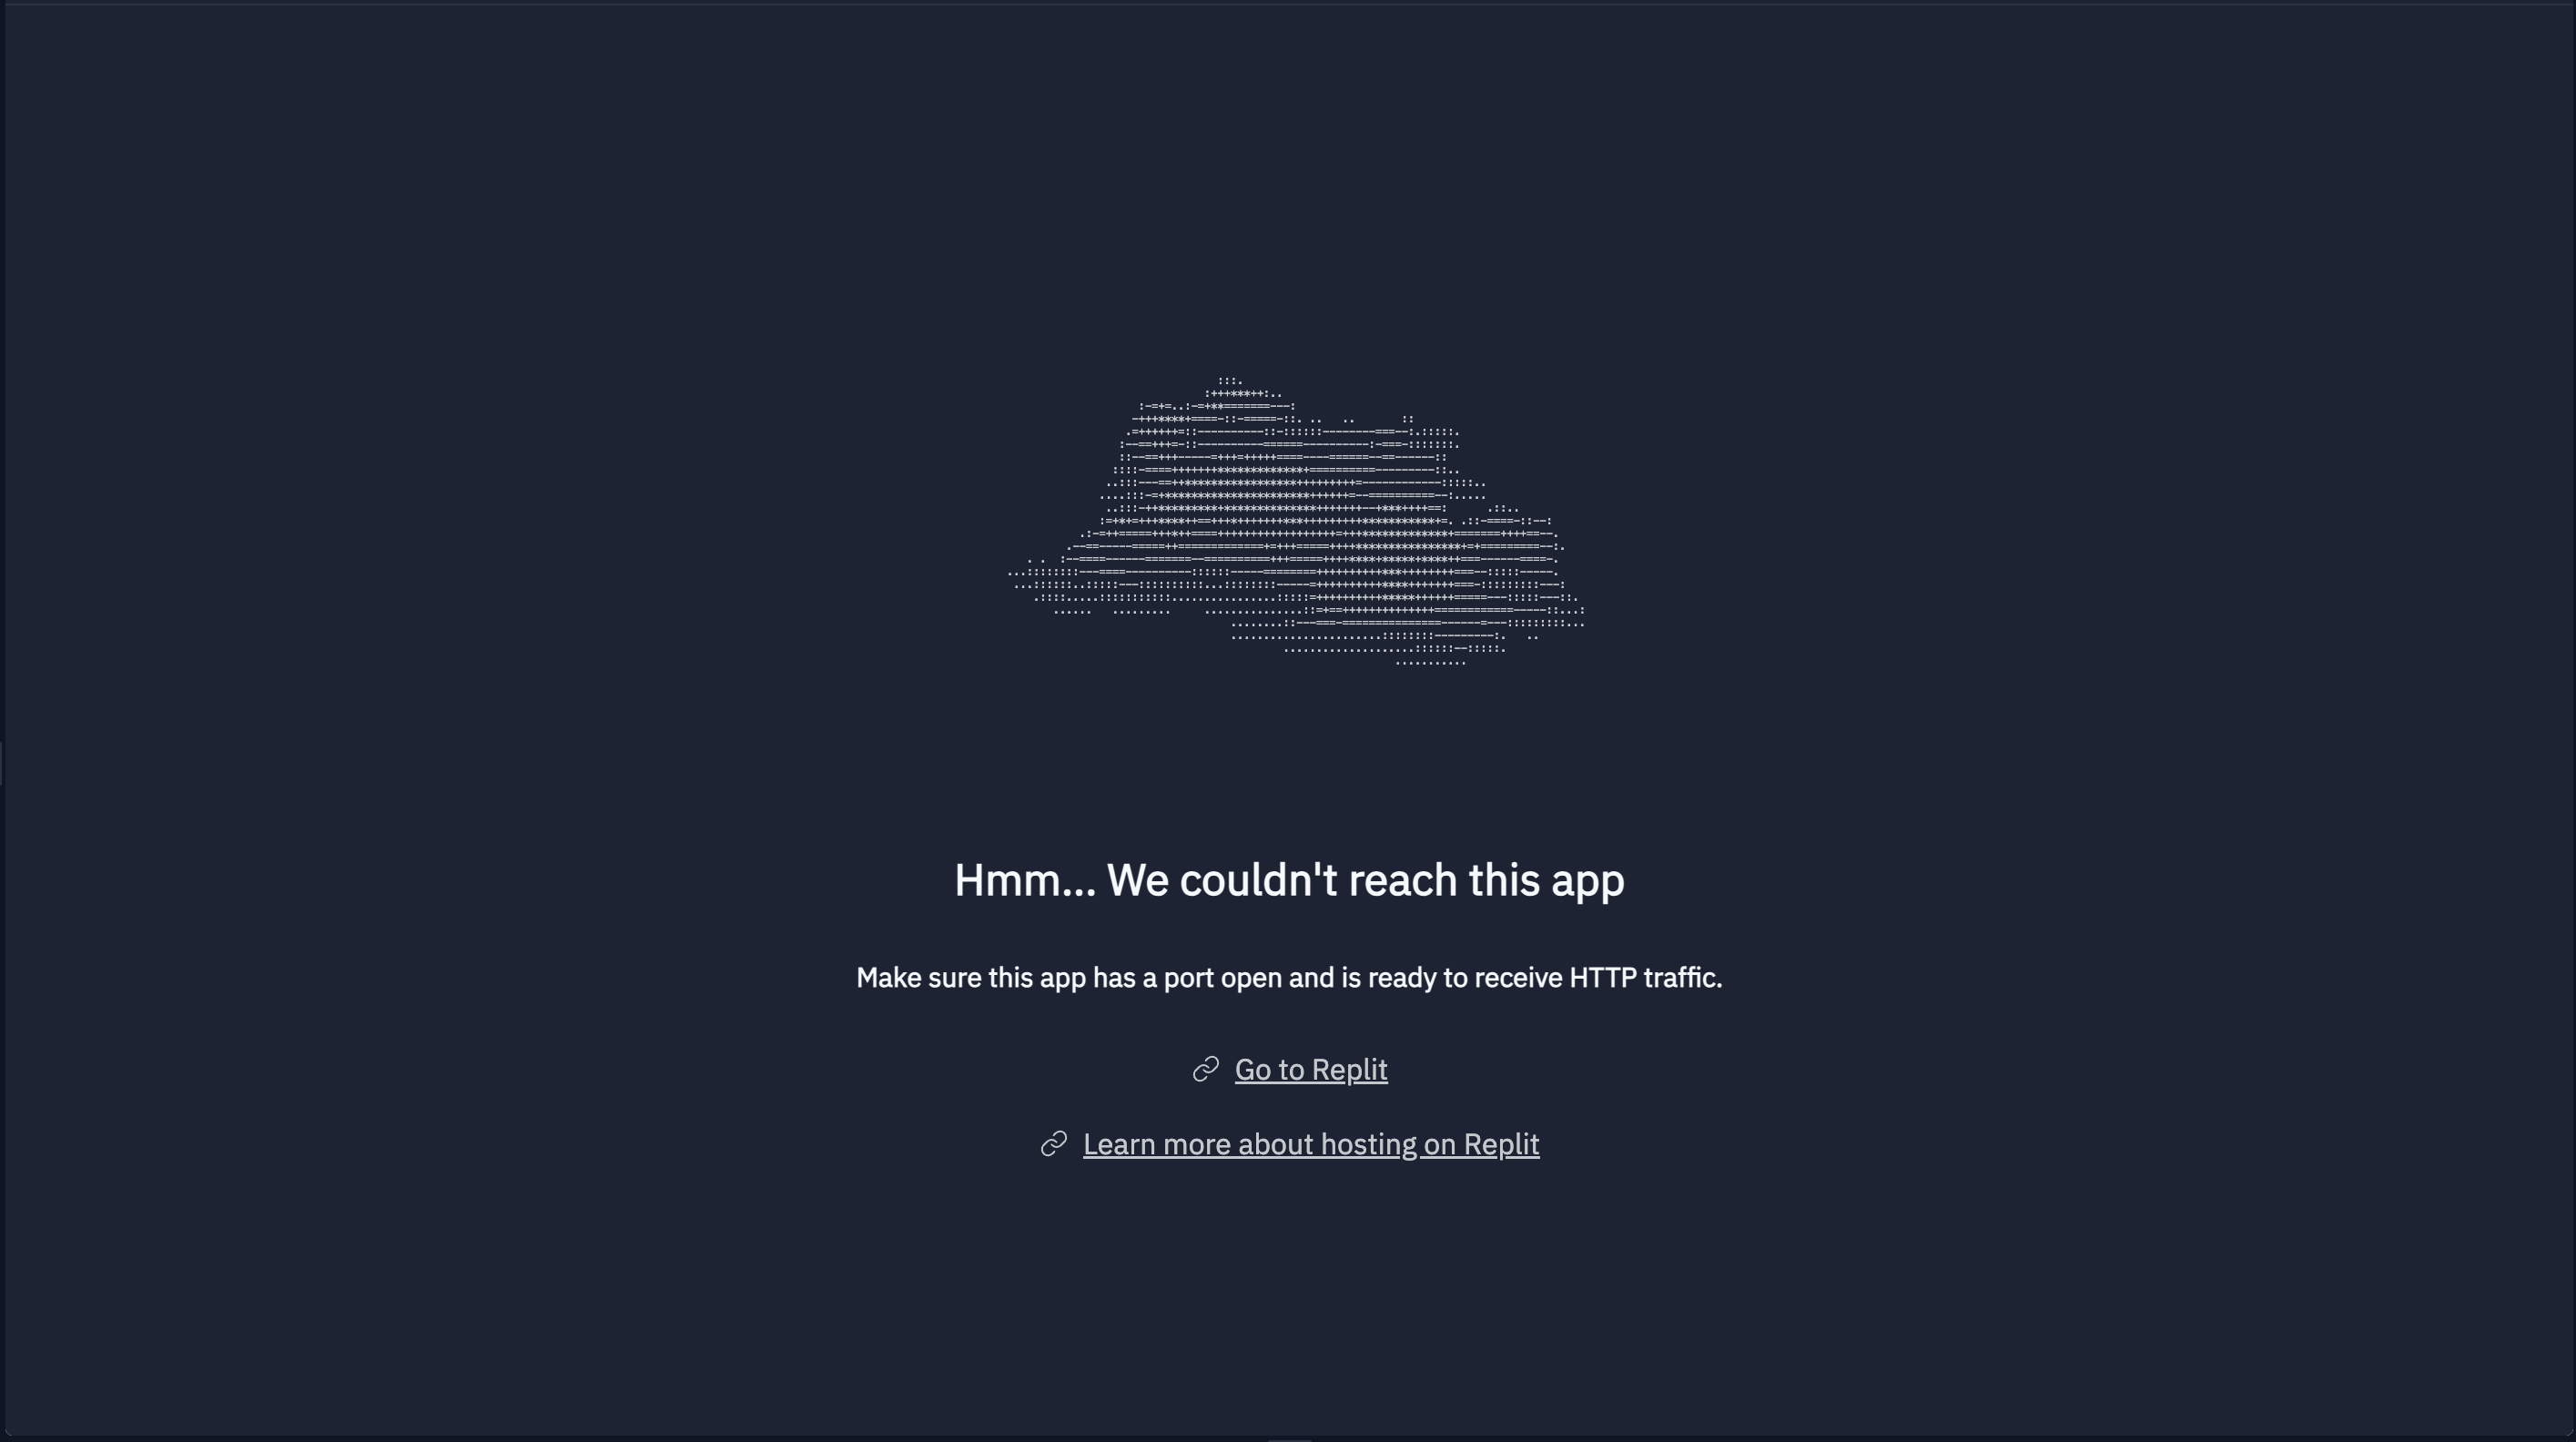 Hmm... We couldn't reach this app
Make sure this app has a port open and is ready to receive HTTP traffic.
Go to Replit
Learn more about hosting on Replit